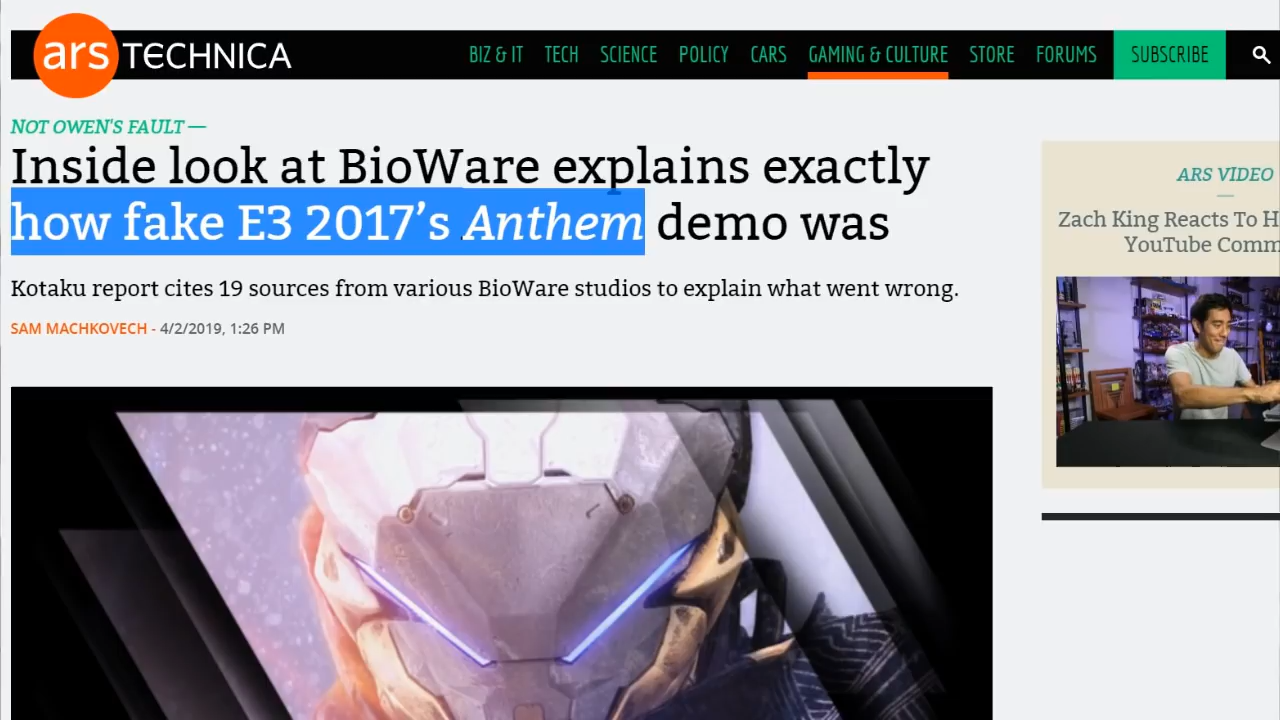 ars TECHNICA
BIZ & IT TECH SCIENCE POLICY CARS GAMING & CULTURE STORE FORUMS SUBSCRIBE
NOT OWEN'S FAULT —
Inside look at BioWare explains exactly
how fake E3 2017’s Anthem demo was
Kotaku report cites 19 sources from various BioWare studios to explain what went wrong.
SAM MACHKOVECH - 4/2/2019, 1:26 PM
ARS VIDEO
Zach King Reacts To
YouTube